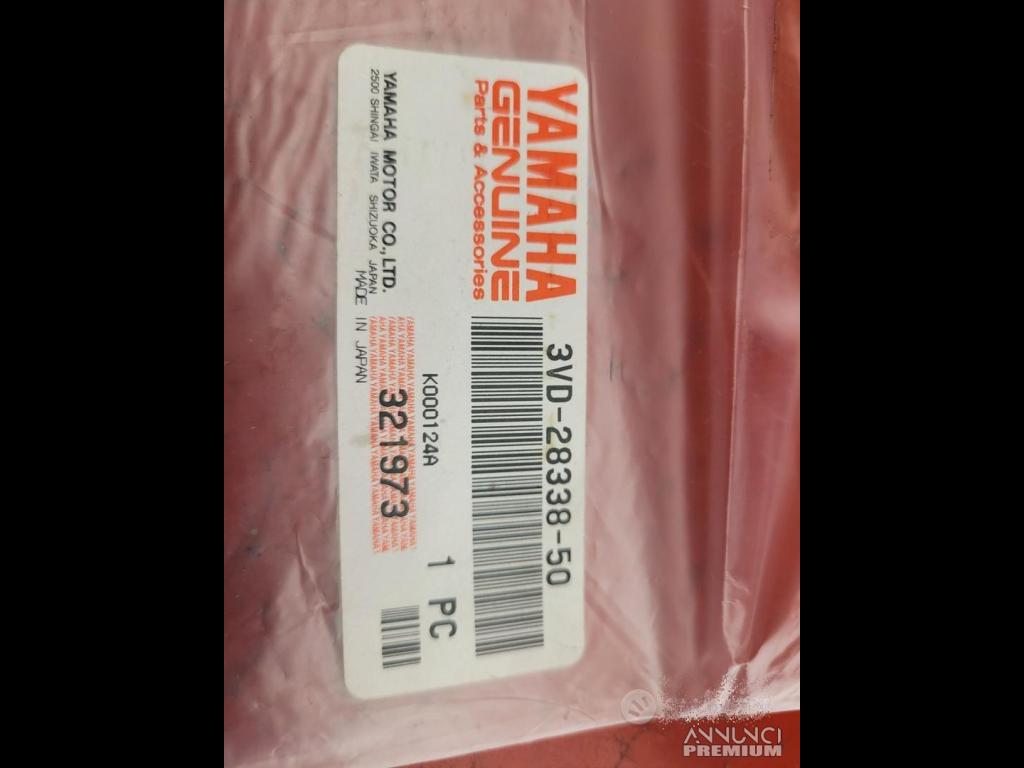 YAMAHA
GENUINE
Parts & Accessories
3VD-28338-50
K000124A
1 PC
321973
YAMAHA MOTOR CO.,LTD.
2500 SHINGAI IWATA SHIZUOKA JAPAN
MADE IN JAPAN
ANNUNCI
PREMIUM